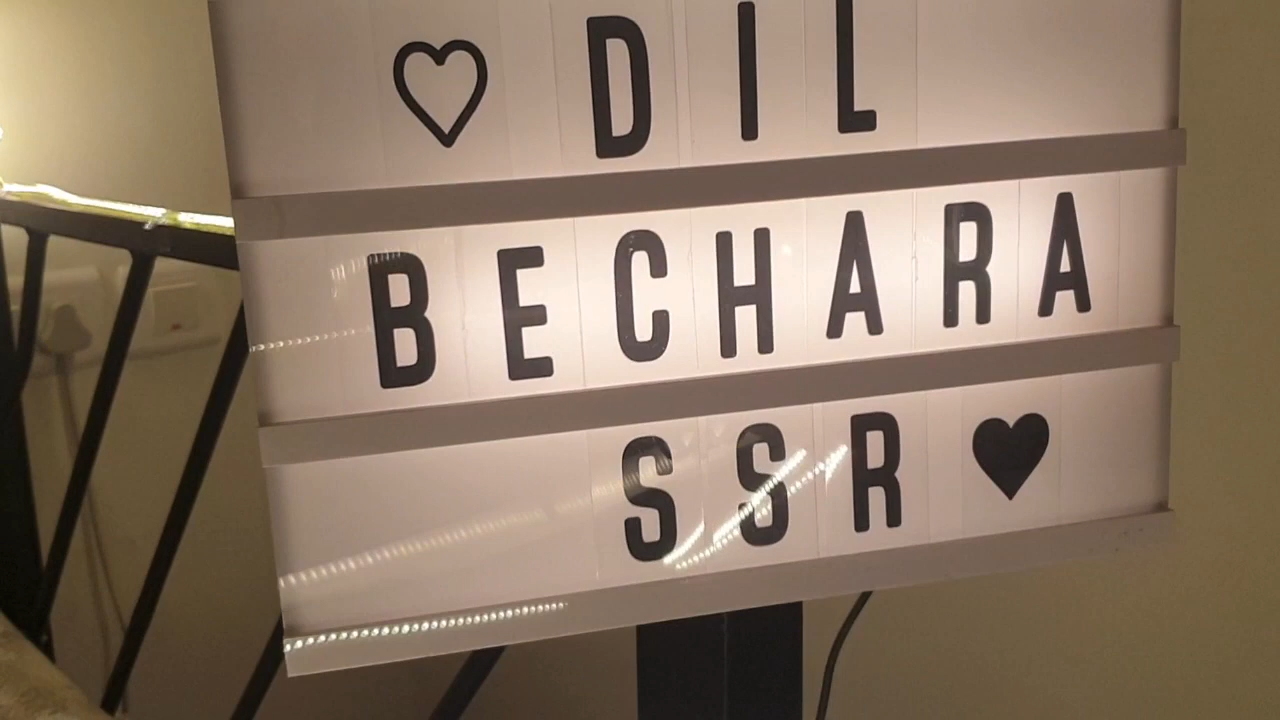 ♡ DIL
BECHARA
SSR ♥